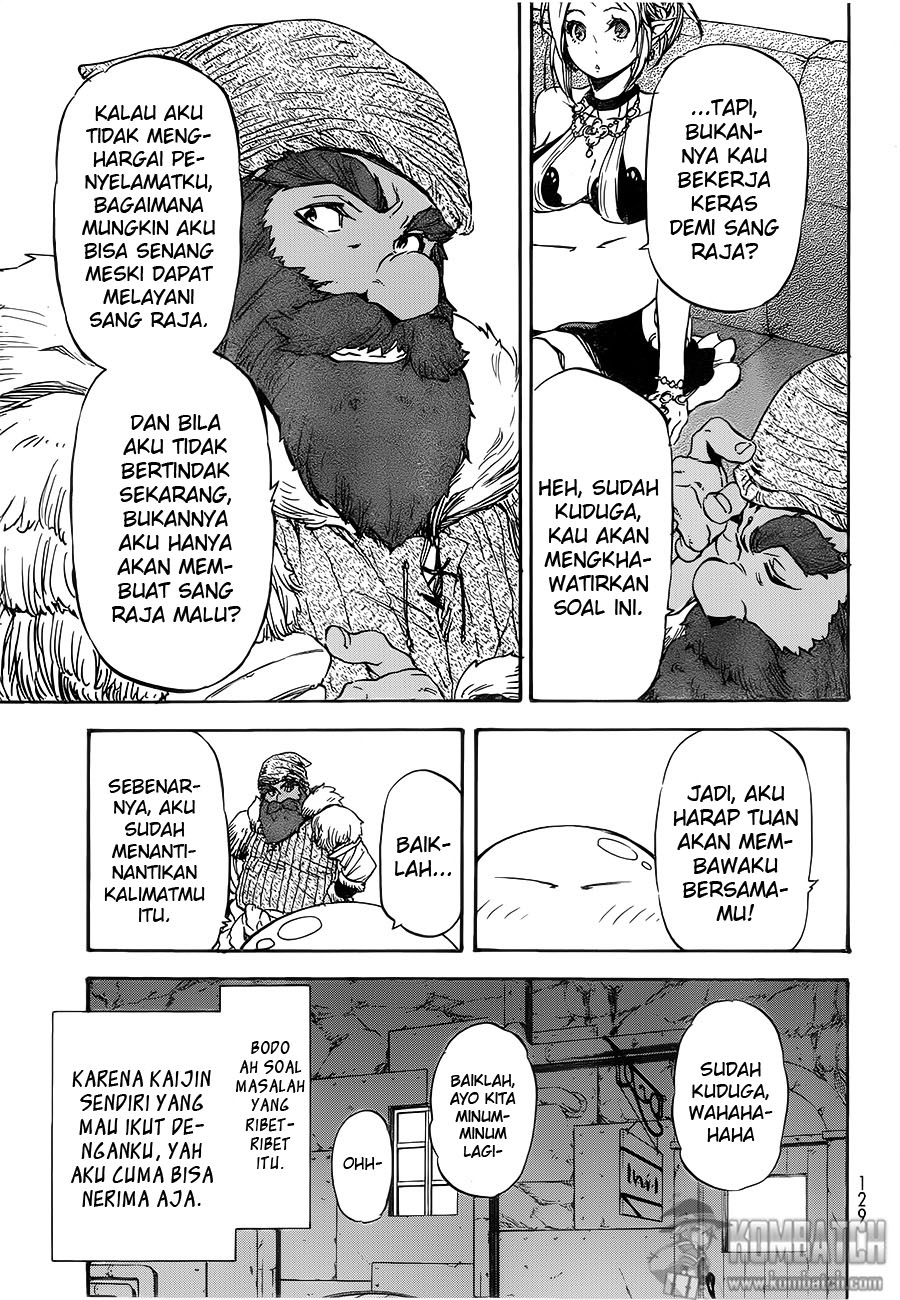 ...TAPI,
BUKAN-
NYA KAU
BEKERJA
KERAS
DEMI SANG
RAJA?
HEH, SUDAH
KUDUGA,
KAU AKAN
MENGKHA-
WATIRKAN
SOAL INI.
KALAU AKU
TIDAK MENG-
HARGAI PE-
NYELAMATKU,
BAGAIMANA
MUNGKIN AKU
BISA SENANG
MESKI DAPAT
MELAYANI
SANG RAJA.
DAN BILA
AKU TIDAK
BERTINDAK
SEKARANG,
BUKANNYA
AKU HANYA
AKAN MEM-
BUAT SANG
RAJA MALU?
JADI, AKU
HARAP TUAN
AKAN MEM-
BAWAKU
BERSAMA-
MU!
BAIK-
LAH...
SEBENAR-
NYA, AKU
SUDAH
MENANTI-
NANTIKAN
KALIMATMU
ITU.
SUDAH
KUDUGA,
WAHAHA-
HAHA
BAIKLAH,
AYO KITA
MINUM-
MINUM
LAGI-
OHH-
BODO
AH SOAL
MASALAH
YANG
RIBET-
RIBET
ITU.
KARENA KAIJIN
SENDIRI YANG
MAU IKUT DE-
NGANKU, YAH
AKU CUMA BISA
NERIMA AJA.
129
KOMBATCH
www.kombatch.com